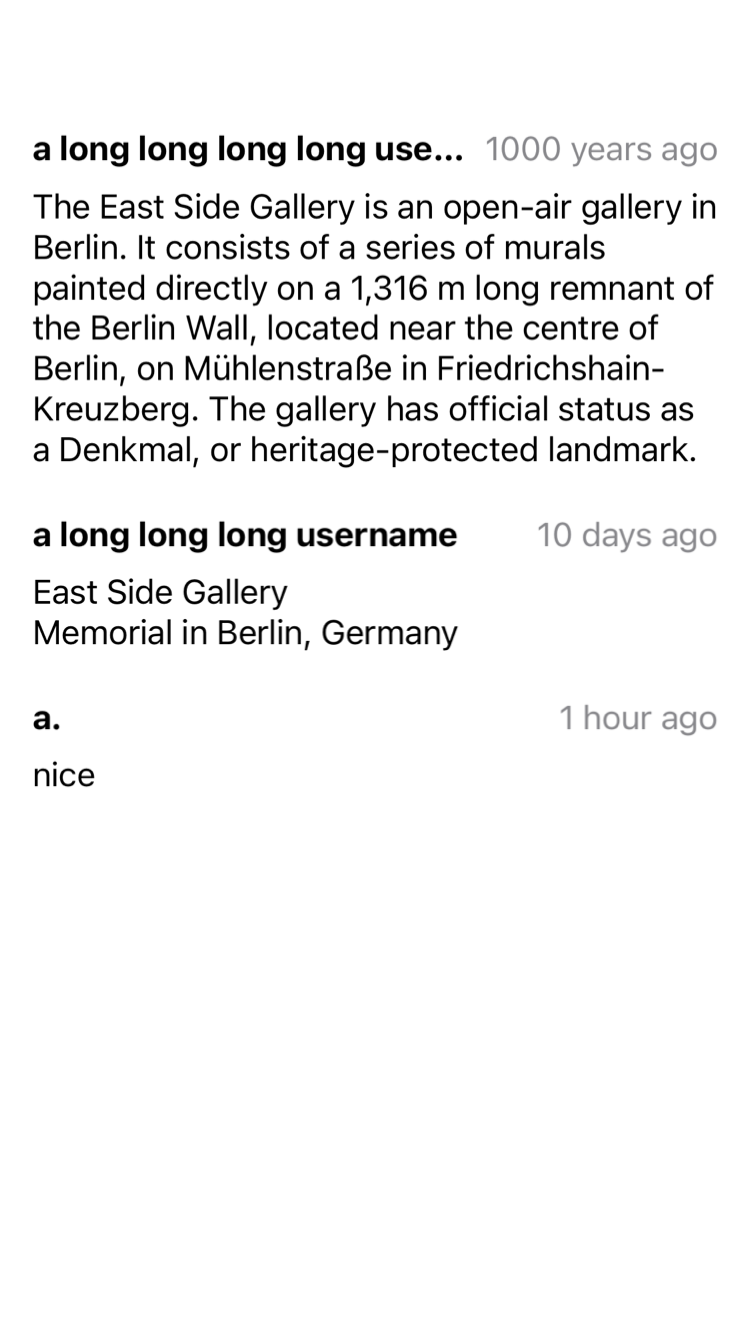 a long long long long use... 1000 years ago
The East Side Gallery is an open-air gallery in
Berlin. It consists of a series of murals
painted directly on a 1,316 m long remnant of
the Berlin Wall, located near the centre of
Berlin, on Mühlenstraße in Friedrichshain-
Kreuzberg. The gallery has official status as
a Denkmal, or heritage-protected landmark.
a long long long username 10 days ago
East Side Gallery
Memorial in Berlin, Germany
a. 1 hour ago
nice